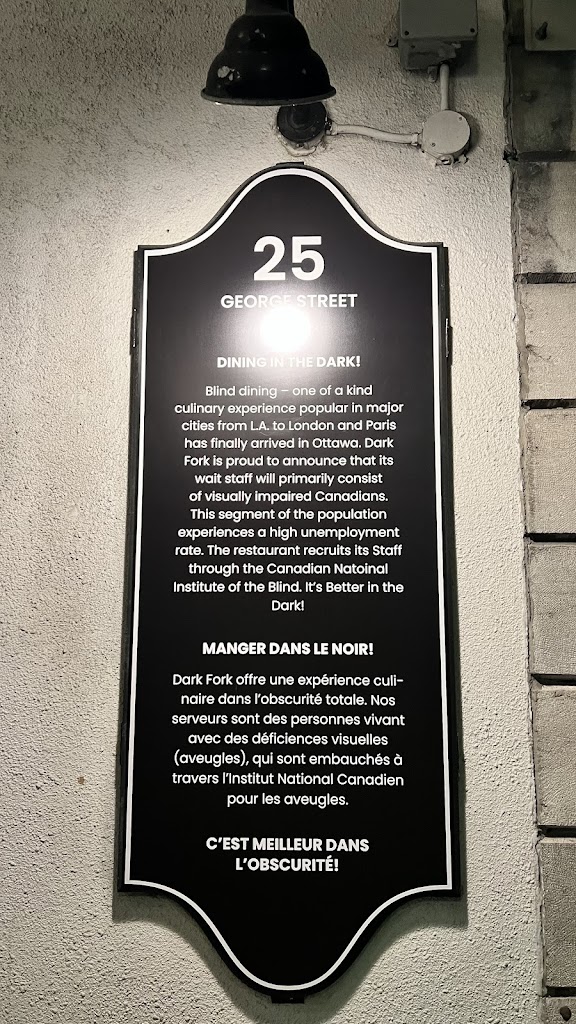 25
GEORGE STREET
DINING IN THE DARK!
Blind dining – one of a kind
culinary experience popular in major
cities from L.A. to London and Paris
has finally arrived in Ottawa. Dark
Fork is proud to announce that its
wait staff will primarily consist
of visually impaired Canadians.
This segment of the population
experiences a high unemployment
rate. The restaurant recruits its Staff
through the Canadian Natoinal
Institute of the Blind. It's Better in the
Dark!
MANGER DANS LE NOIR!
Dark Fork offre une expérience culi-
naire dans l'obscurité totale. Nos
serveurs sont des personnes vivant
avec des déficiences visuelles
(aveugles), qui sont embauchés à
travers l'Institut National Canadien
pour les aveugles.
C'EST MEILLEUR DANS
L'OBSCURITÉ!